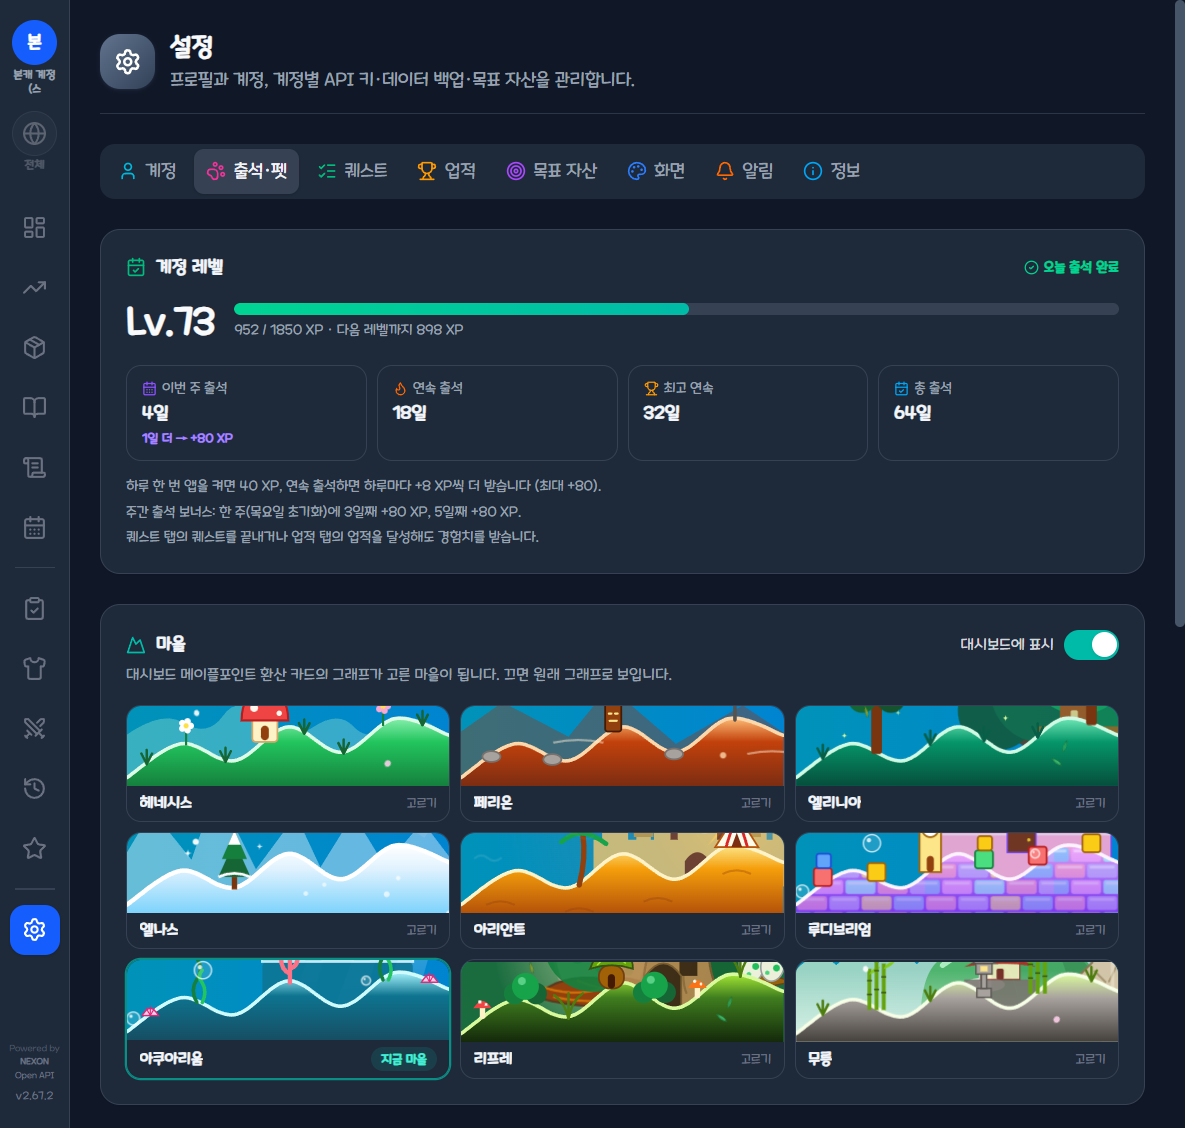 본
본캐 계정
(스
전체
Powered by
NEXON
Open API
v2.67.2
설정
프로필과 계정, 계정별 API 키·데이터 백업·목표 자산을 관리합니다.
계정
출석·펫
퀘스트
업적
목표 자산
화면
알림
정보
계정 레벨
오늘 출석 완료
Lv.73
952 / 1850 XP · 다음 레벨까지 898 XP
이번 주 출석
4일
1일 더 → +80 XP
연속 출석
18일
최고 연속
32일
총 출석
64일
하루 한 번 앱을 켜면 40 XP, 연속 출석하면 하루마다 +8 XP씩 더 받습니다 (최대 +80).
주간 출석 보너스: 한 주(목요일 초기화)에 3일째 +80 XP, 5일째 +80 XP.
퀘스트 탭의 퀘스트를 끝내거나 업적 탭의 업적을 달성해도 경험치를 받습니다.
마을
대시보드에 표시
대시보드 메이플포인트 환산 카드의 그래프가 고른 마을이 됩니다. 끄면 원래 그래프로 보입니다.
헤네시스
고르기
페리온
고르기
엘리니아
고르기
엘나스
고르기
아리안트
고르기
루디브리엄
고르기
아쿠아리움
지금 마을
리프레
고르기
무릉
고르기